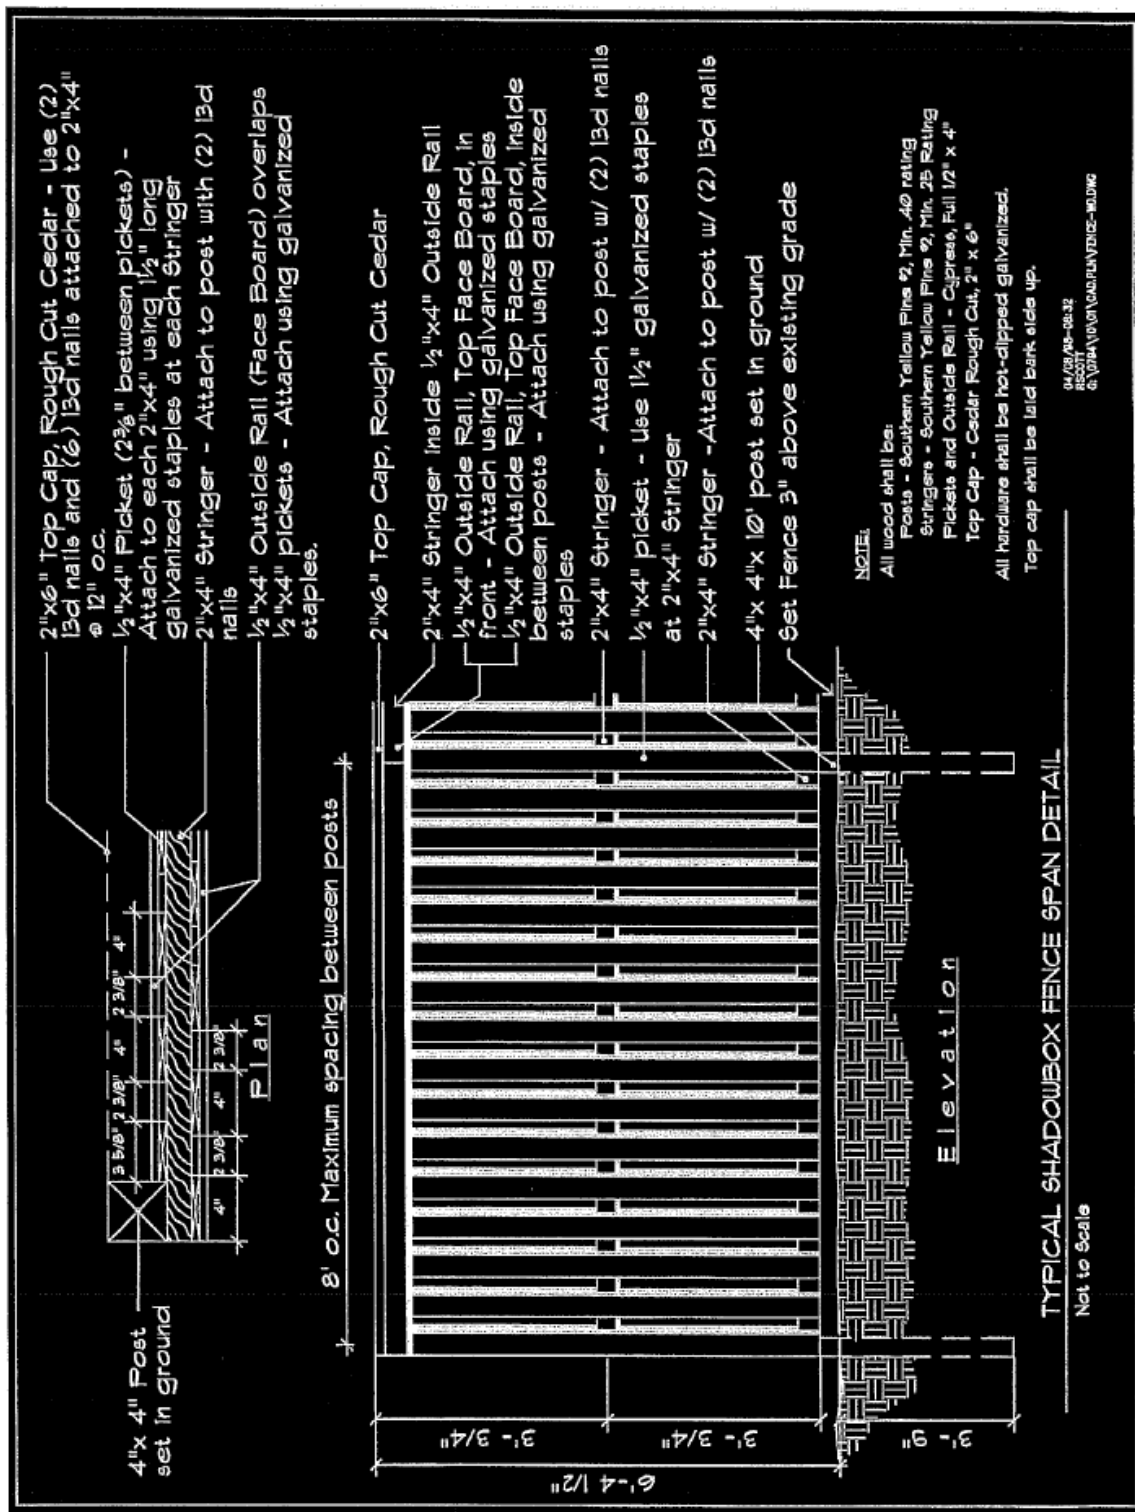 2"x6" Top Cap, Rough Cut Cedar - Use (2)
13d nails and (6) 13d nails attached to 2"x4"
@ 12" o.c.
1/2"x4" Picket (2 3/8" between pickets) -
Attach to each 2"x4" using 1 1/2" long
galvanized staples at each Stringer
2"x4" Stringer - Attach to post with (2) 13d
nails
1/2"x4" Outside Rail (Face Board) overlaps
1/2"x4" pickets - Attach using galvanized
staples.
4"x 4" Post
set in ground
3 5/8" 2 3/8" 4" 2 3/8" 4"
4" 2 3/8" 4" 2 3/8"
Plan
8' o.c. Maximum spacing between posts
2"x6" Top Cap, Rough Cut Cedar
2"x4" Stringer Inside 1/2"x4" Outside Rail
1/2"x4" Outside Rail, Top Face Board, in
front - Attach using galvanized staples
1/2"x4" Outside Rail, Top Face Board, Inside
between posts - Attach using galvanized
staples
2"x4" Stringer - Attach to post w/ (2) 13d nails
1/2"x4" picket - Use 1 1/2" galvanized staples
at 2"x4" Stringer
2"x4" Stringer -Attach to post w/ (2) 13d nails
4"x 4"x 10' post set in ground
Set Fence 3" above existing grade
3'- 3/4"
3'- 3/4"
6'-4 1/2"
3'- 9"
Elevation
NOTE:
All wood shall be:
Posts - Southern Yellow Pine #2, Min. .40 rating
Stringers - Southern Yellow Pine #2, Min. .25 Rating
Pickets and Outside Rail - Cypress, Full 1/2" x 4"
Top Cap - Cedar Rough Cut, 2" x 6"
All hardware shall be hot-dipped galvanized.
Top cap shall be laid bark side up.
TYPICAL SHADOWBOX FENCE SPAN DETAIL
Not to Scale
04/08/98-08:32
RSCOTT